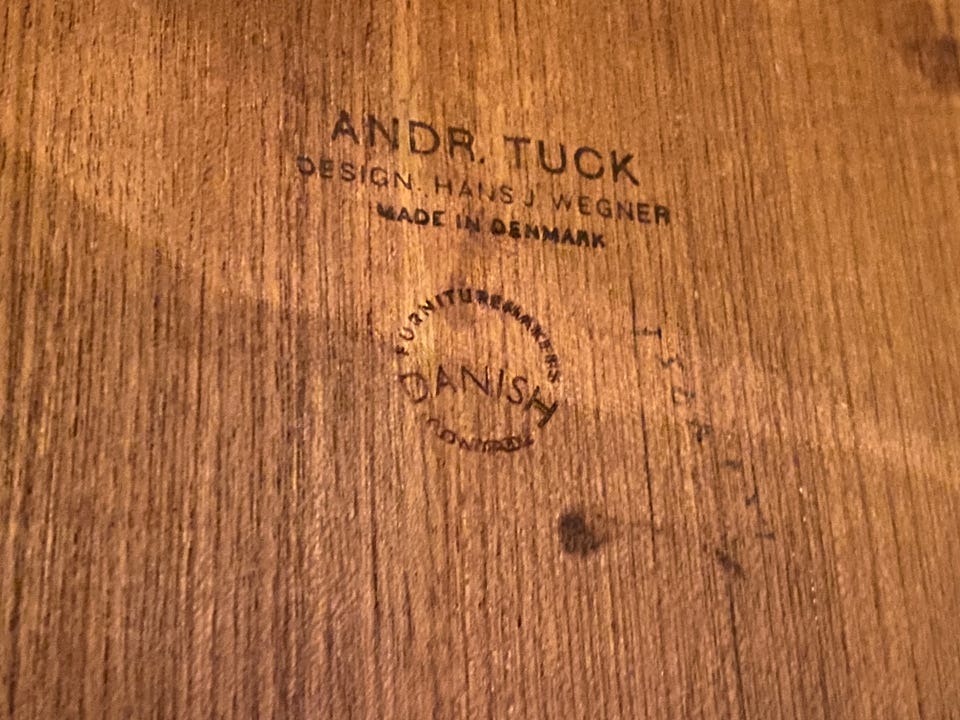 ANDR. TUCK
DESIGN. HANS J WEGNER
MADE IN DENMARK
FURNITUREMAKERS
DANISH
CONTROL